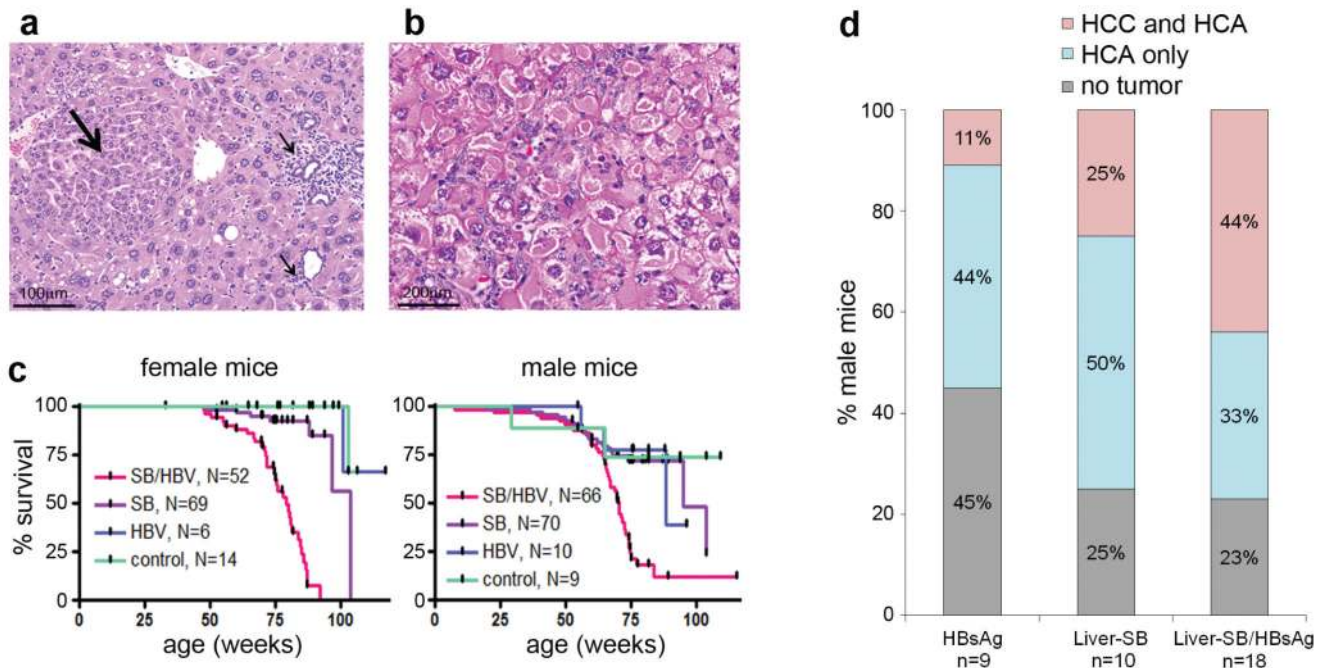 a
b
100μm
200μm
c
female mice
% survival
100
75
50
25
0
SB/HBV, N=52
SB, N=69
HBV, N=6
control, N=14
0
25
50
75
100
age (weeks)
male mice
100
75
50
25
0
SB/HBV, N=66
SB, N=70
HBV, N=10
control, N=9
0
25
50
75
100
age (weeks)
d
HCC and HCA
HCA only
no tumor
% male mice
100
80
60
40
20
0
11%
44%
45%
25%
50%
25%
44%
33%
23%
HBsAg
n=9
Liver-SB
n=10
Liver-SB/HBsAg
n=18